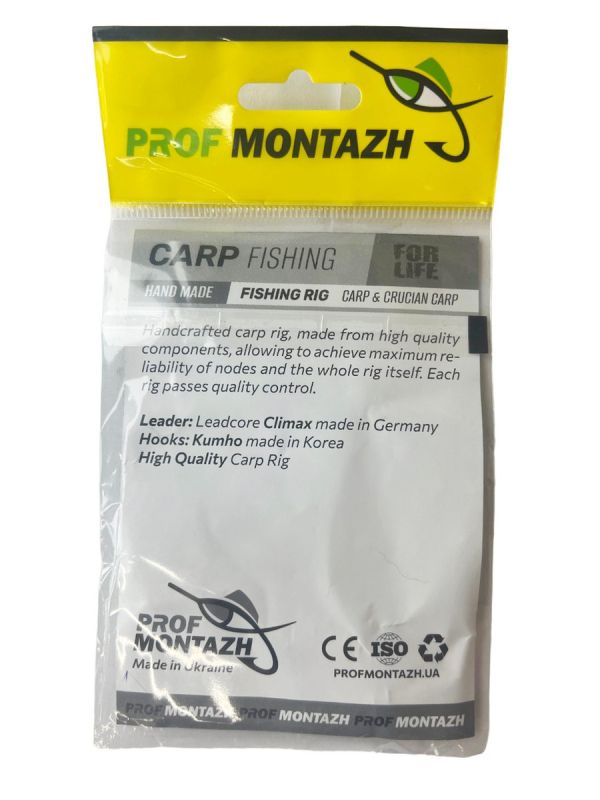 PROF MONTAZH
CARP FISHING
FOR
LIFE
HAND MADE FISHING RIG CARP & CRUCIAN CARP
Handcrafted carp rig, made from high quality
components, allowing to achieve maximum re-
liability of nodes and the whole rig itself. Each
rig passes quality control.
Leader: Leadcore Climax made in Germany
Hooks: Kumho made in Korea
High Quality Carp Rig
PROF
MONTAZH
Made in Ukraine
CE ISO
PROFMONTAZH.UA
PROF MONTAZH PROF MONTAZH PROF MONTAZH